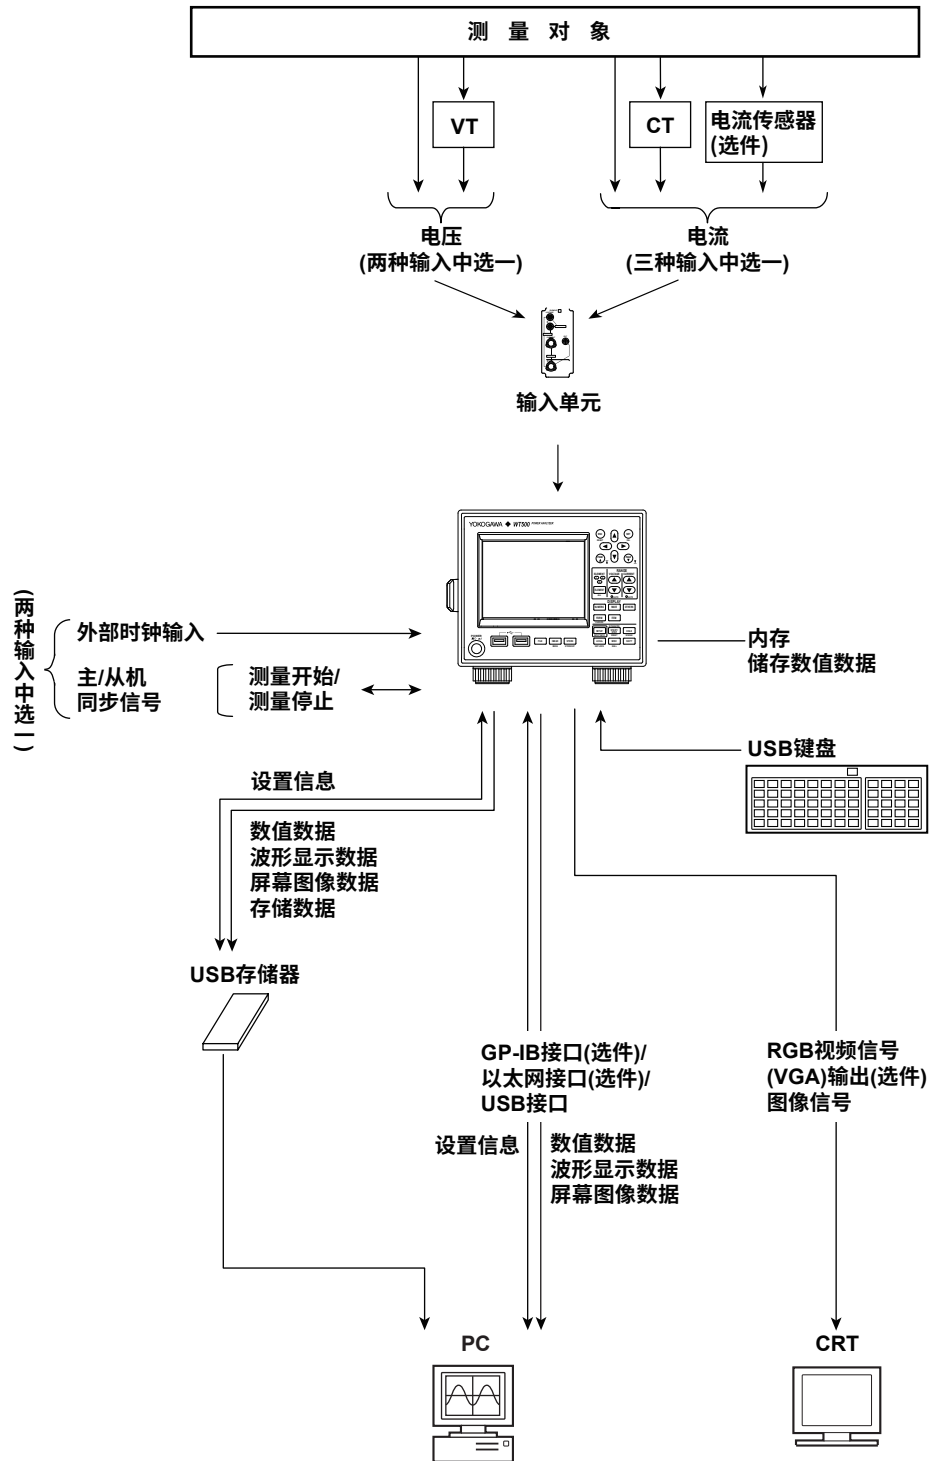 测 量 对 象
VT
CT
电流传感器
(选件)
电压
(两种输入中选一)
电流
(三种输入中选一)
输入单元
YOKOGAWA ◆ WT500
RANGE
DISPLAY
(两种输入中选一)
外部时钟输入
主/从机
同步信号
测量开始/
测量停止
内存
储存数值数据
USB键盘
设置信息
数值数据
波形显示数据
屏幕图像数据
存储数据
USB存储器
GP-IB接口(选件)/
以太网接口(选件)/
USB接口
RGB视频信号
(VGA)输出(选件)
图像信号
设置信息
数值数据
波形显示数据
屏幕图像数据
PC
CRT